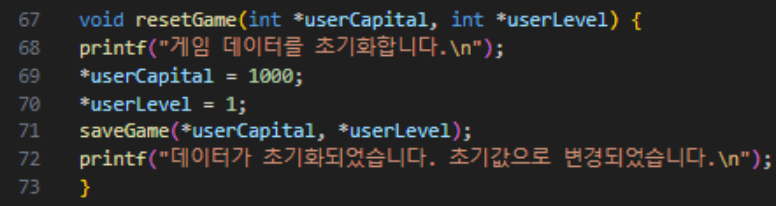 67 void resetGame(int *userCapital, int *userLevel) {
68 printf("게임 데이터를 초기화합니다.\n");
69 *userCapital = 1000;
70 *userLevel = 1;
71 saveGame(*userCapital, *userLevel);
72 printf("데이터가 초기화되었습니다. 초기값으로 변경되었습니다.\n");
73 }